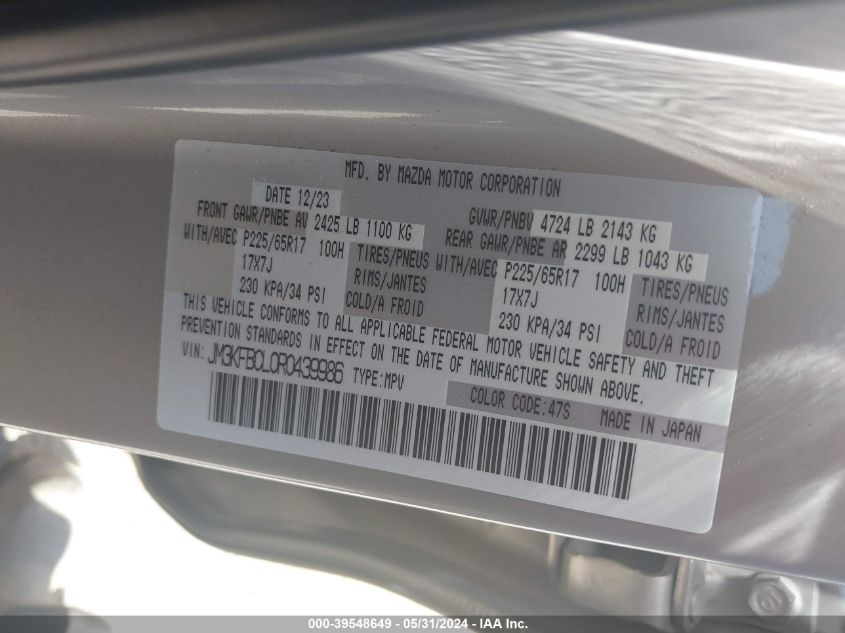 MFD. BY MAZDA MOTOR CORPORATION
DATE 12/23
FRONT GAWR/PNBE AV 2425 LB 1100 KG
WITH/AVEC P225/65R17 100H TIRES/PNEUS
17X7J RIMS/JANTES
230 KPA/34 PSI COLD/A FROID
GVWR/PNBV 4724 LB 2143 KG
REAR GAWR/PNBE AR 2299 LB 1043 KG
WITH/AVEC P225/65R17 100H TIRES/PNEUS
17X7J RIMS/JANTES
230 KPA/34 PSI COLD/A FROID
THIS VEHICLE CONFORMS TO ALL APPLICABLE FEDERAL MOTOR VEHICLE SAFETY AND THEFT
PREVENTION STANDARDS IN EFFECT ON THE DATE OF MANUFACTURE SHOWN ABOVE.
VIN: JM3KFBCL0R0439986 TYPE:MPV
COLOR CODE:47S MADE IN JAPAN
000-39548649 - 05/31/2024 - IAAI Inc.